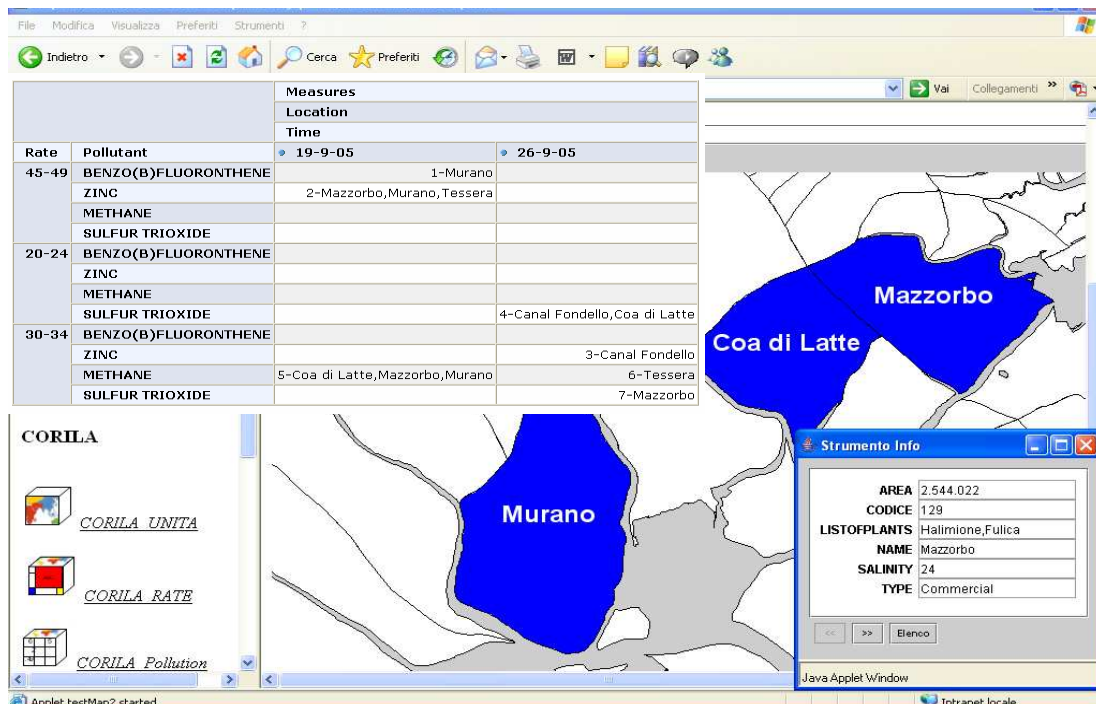 File Modifica Visualizza Preferiti Strumenti ?
Indietro Cerca Preferiti
Vai Collegamenti »
Measures
Location
Time
Rate Pollutant 19-9-05 26-9-05
45-49 BENZO(B)FLUORONTHENE 1-Murano
ZINC 2-Mazzorbo,Murano,Tessera
METHANE
SULFUR TRIOXIDE
20-24 BENZO(B)FLUORONTHENE
ZINC
METHANE
SULFUR TRIOXIDE 4-Canal Fondello,Coa di Latte
30-34 BENZO(B)FLUORONTHENE
ZINC 3-Canal Fondello
METHANE 5-Coa di Latte,Mazzorbo,Murano 6-Tessera
SULFUR TRIOXIDE 7-Mazzorbo
Mazzorbo
Coa di Latte
Murano
CORILA
CORILA UNITA
CORILA RATE
CORILA Pollution
Strumento Info
AREA 2.544.022
CODICE 129
LISTOFPLANTS Halimione,Fulica
NAME Mazzorbo
SALINITY 24
TYPE Commercial
<< >> Elenco
Java Applet Window
Applet testMap2 started Intranet locale